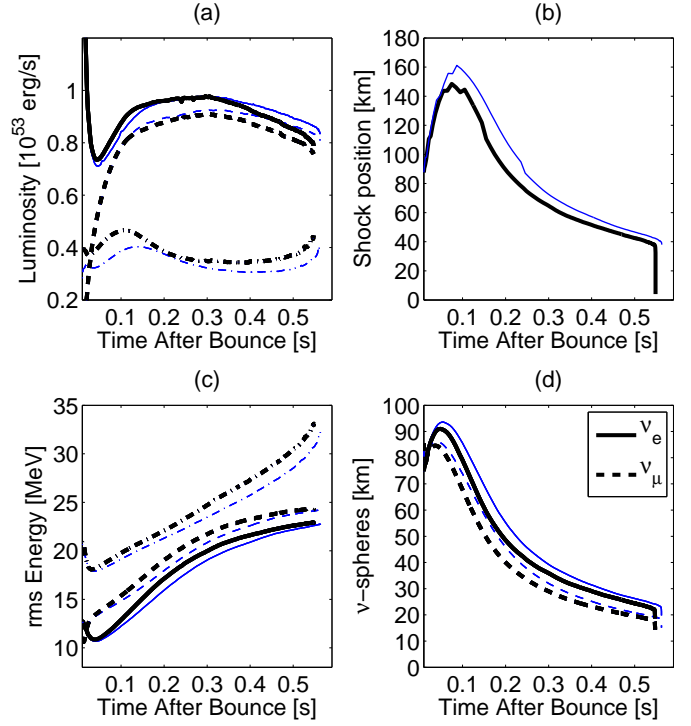 (a)
1
0.8
0.6
0.4
0.2
Luminosity [10^53 erg/s]
0.1 0.2 0.3 0.4 0.5
Time After Bounce [s]
(b)
180
160
140
120
100
80
60
40
20
0
Shock position [km]
0.1 0.2 0.3 0.4 0.5
Time After Bounce [s]
(c)
35
30
25
20
15
10
rms Energy [MeV]
0.1 0.2 0.3 0.4 0.5
Time After Bounce [s]
(d)
100
90
80
70
60
50
40
30
20
10
0
ν−spheres [km]
ν_e
ν_μ
0.1 0.2 0.3 0.4 0.5
Time After Bounce [s]